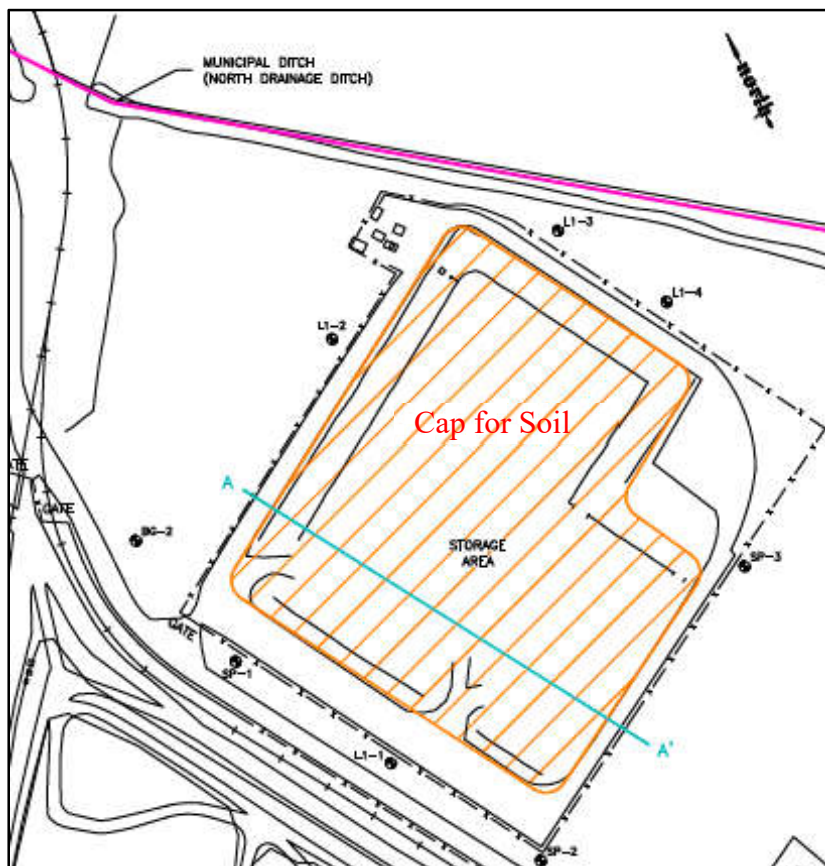 MUNICIPAL DITCH
(NORTH DRAINAGE DITCH)
north
L1-3
L1-4
L1-2
Cap for Soil
A
GATE
BG-2
STORAGE
AREA
SP-3
GATE
SP-1
A'
L1-1
SP-2